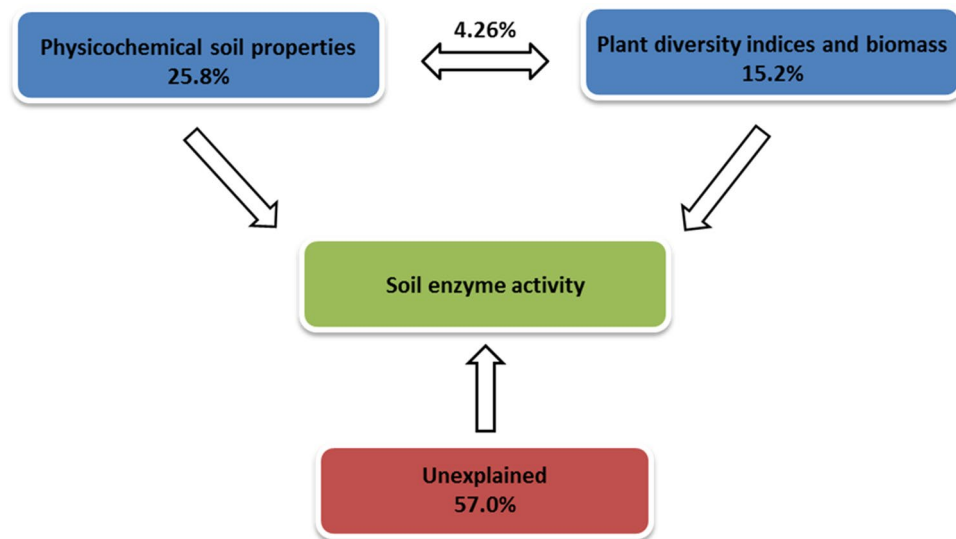 Physicochemical soil properties
25.8%
4.26%
Plant diversity indices and biomass
15.2%
Soil enzyme activity
Unexplained
57.0%